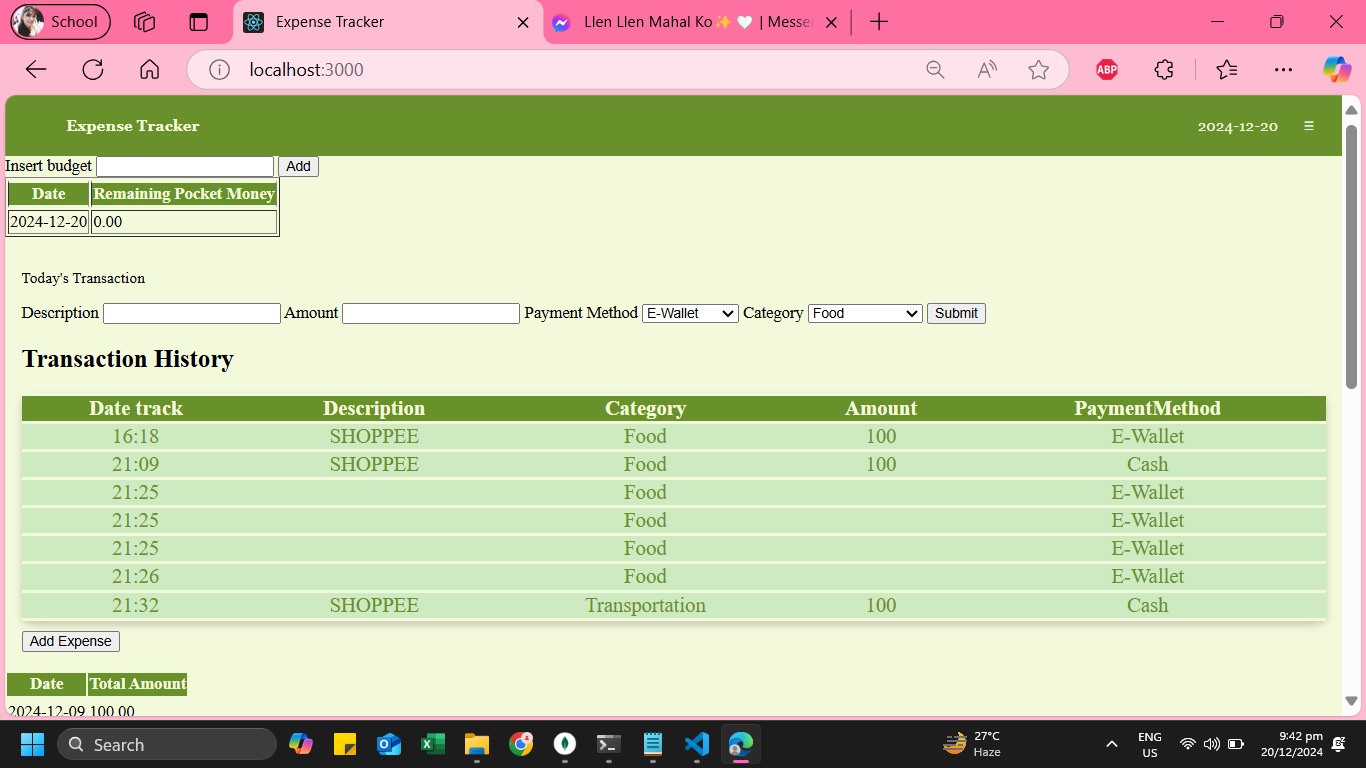 School
Expense Tracker
Llen Llen Mahal Ko✨🤍 | Messe
localhost:3000
ABP
Expense Tracker
2024-12-20 ☰
Insert budget Add
Date Remaining Pocket Money
2024-12-20 0.00
Today's Transaction
Description Amount Payment Method E-Wallet Category Food Submit
Transaction History
Date track Description Category Amount PaymentMethod
16:18 SHOPPEE Food 100 E-Wallet
21:09 SHOPPEE Food 100 Cash
21:25 Food E-Wallet
21:25 Food E-Wallet
21:25 Food E-Wallet
21:26 Food E-Wallet
21:32 SHOPPEE Transportation 100 Cash
Add Expense
Date Total Amount
2024-12-09 100.00
Search
27°C
Haze
ENG
US
9:42 pm
20/12/2024